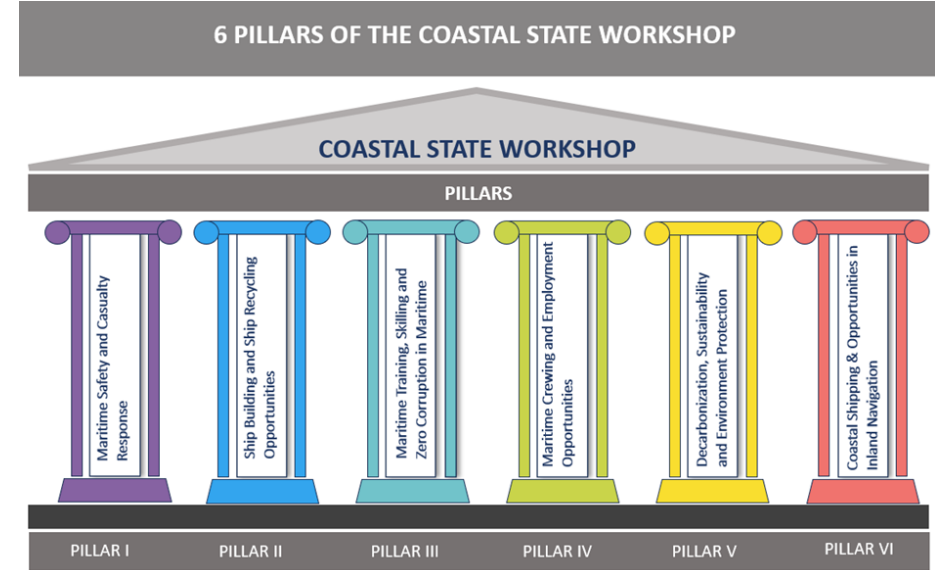 6 PILLARS OF THE COASTAL STATE WORKSHOP
COASTAL STATE WORKSHOP
PILLARS
Maritime Safety and Casualty
Response
Ship Building and Ship Recycling
Opportunities
Maritime Training, Skilling and
Zero Corruption in Maritime
Maritime Crewing and Employment
Opportunities
Decarbonization, Sustainability
and Environment Protection
Coastal Shipping & Opportunities in
Inland Navigation
PILLAR I
PILLAR II
PILLAR III
PILLAR IV
PILLAR V
PILLAR VI